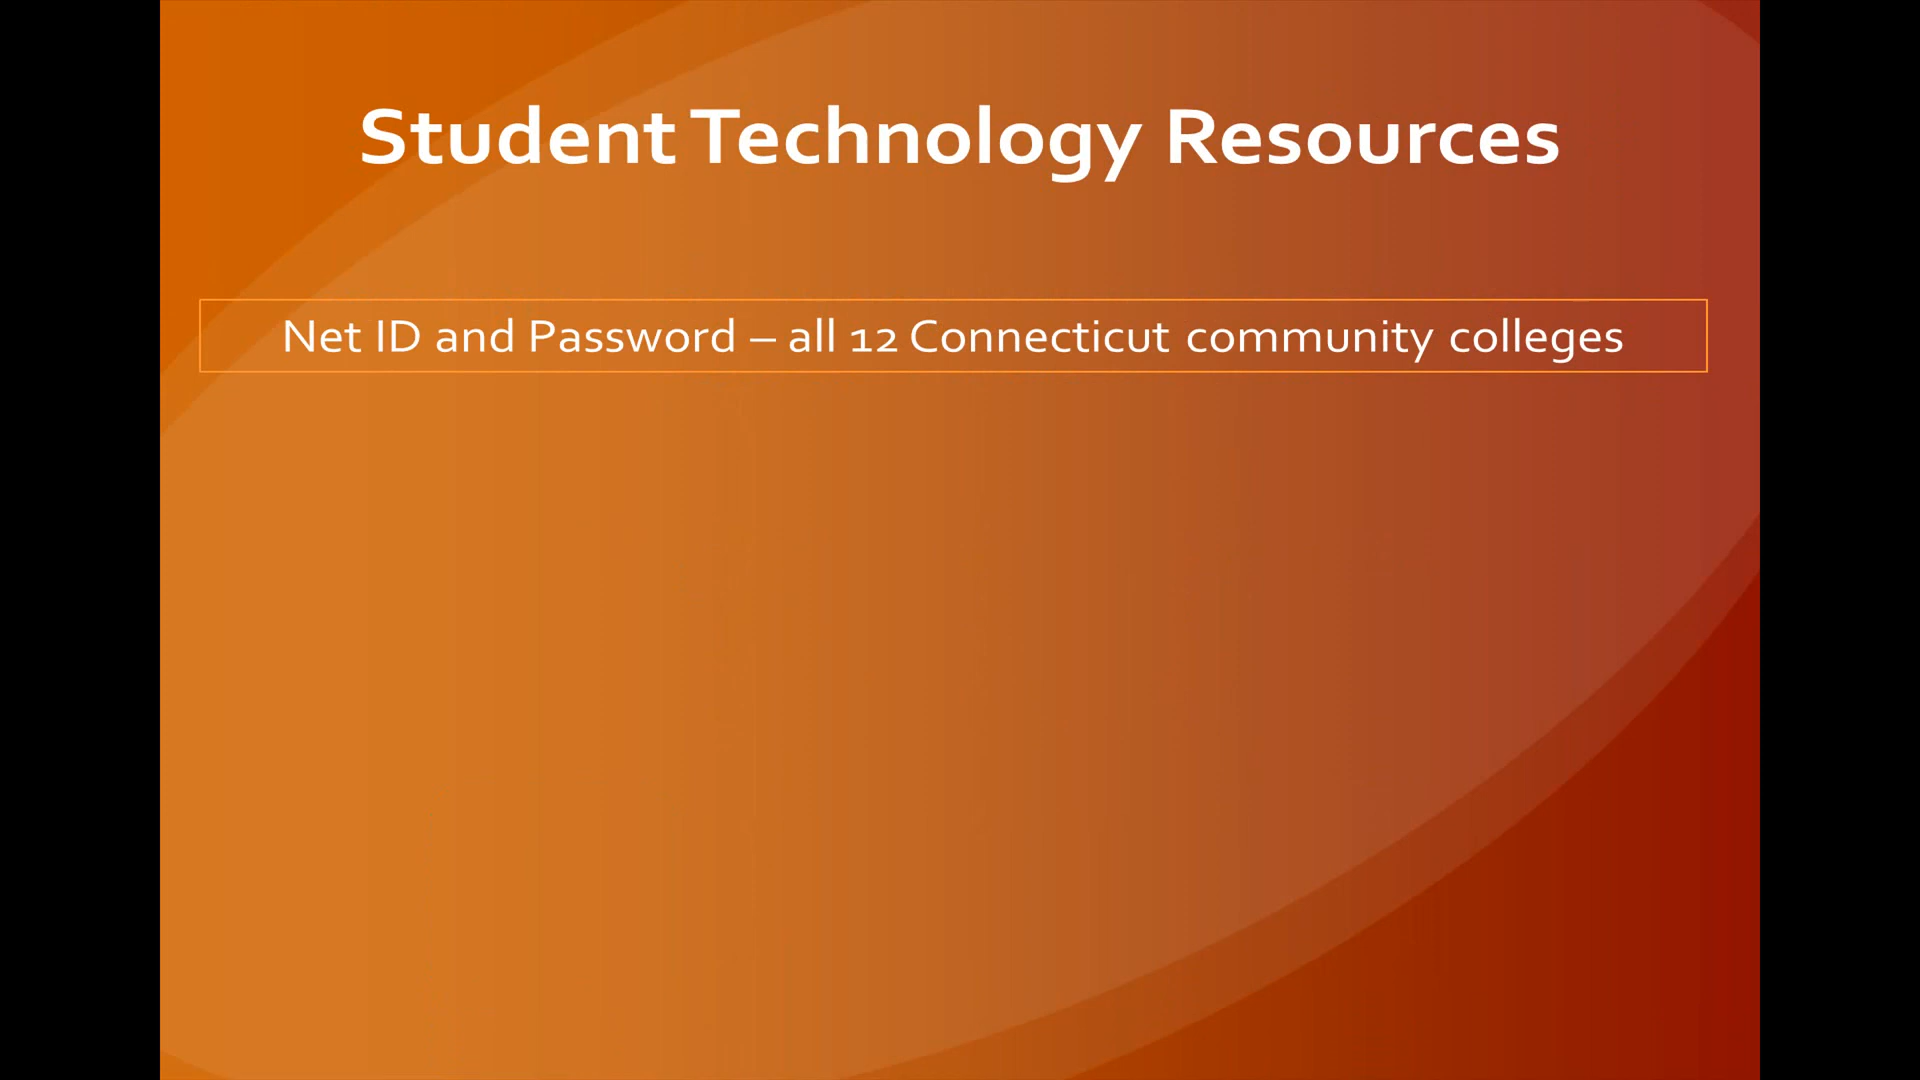 Student Technology Resources
Net ID and Password – all 12 Connecticut community colleges